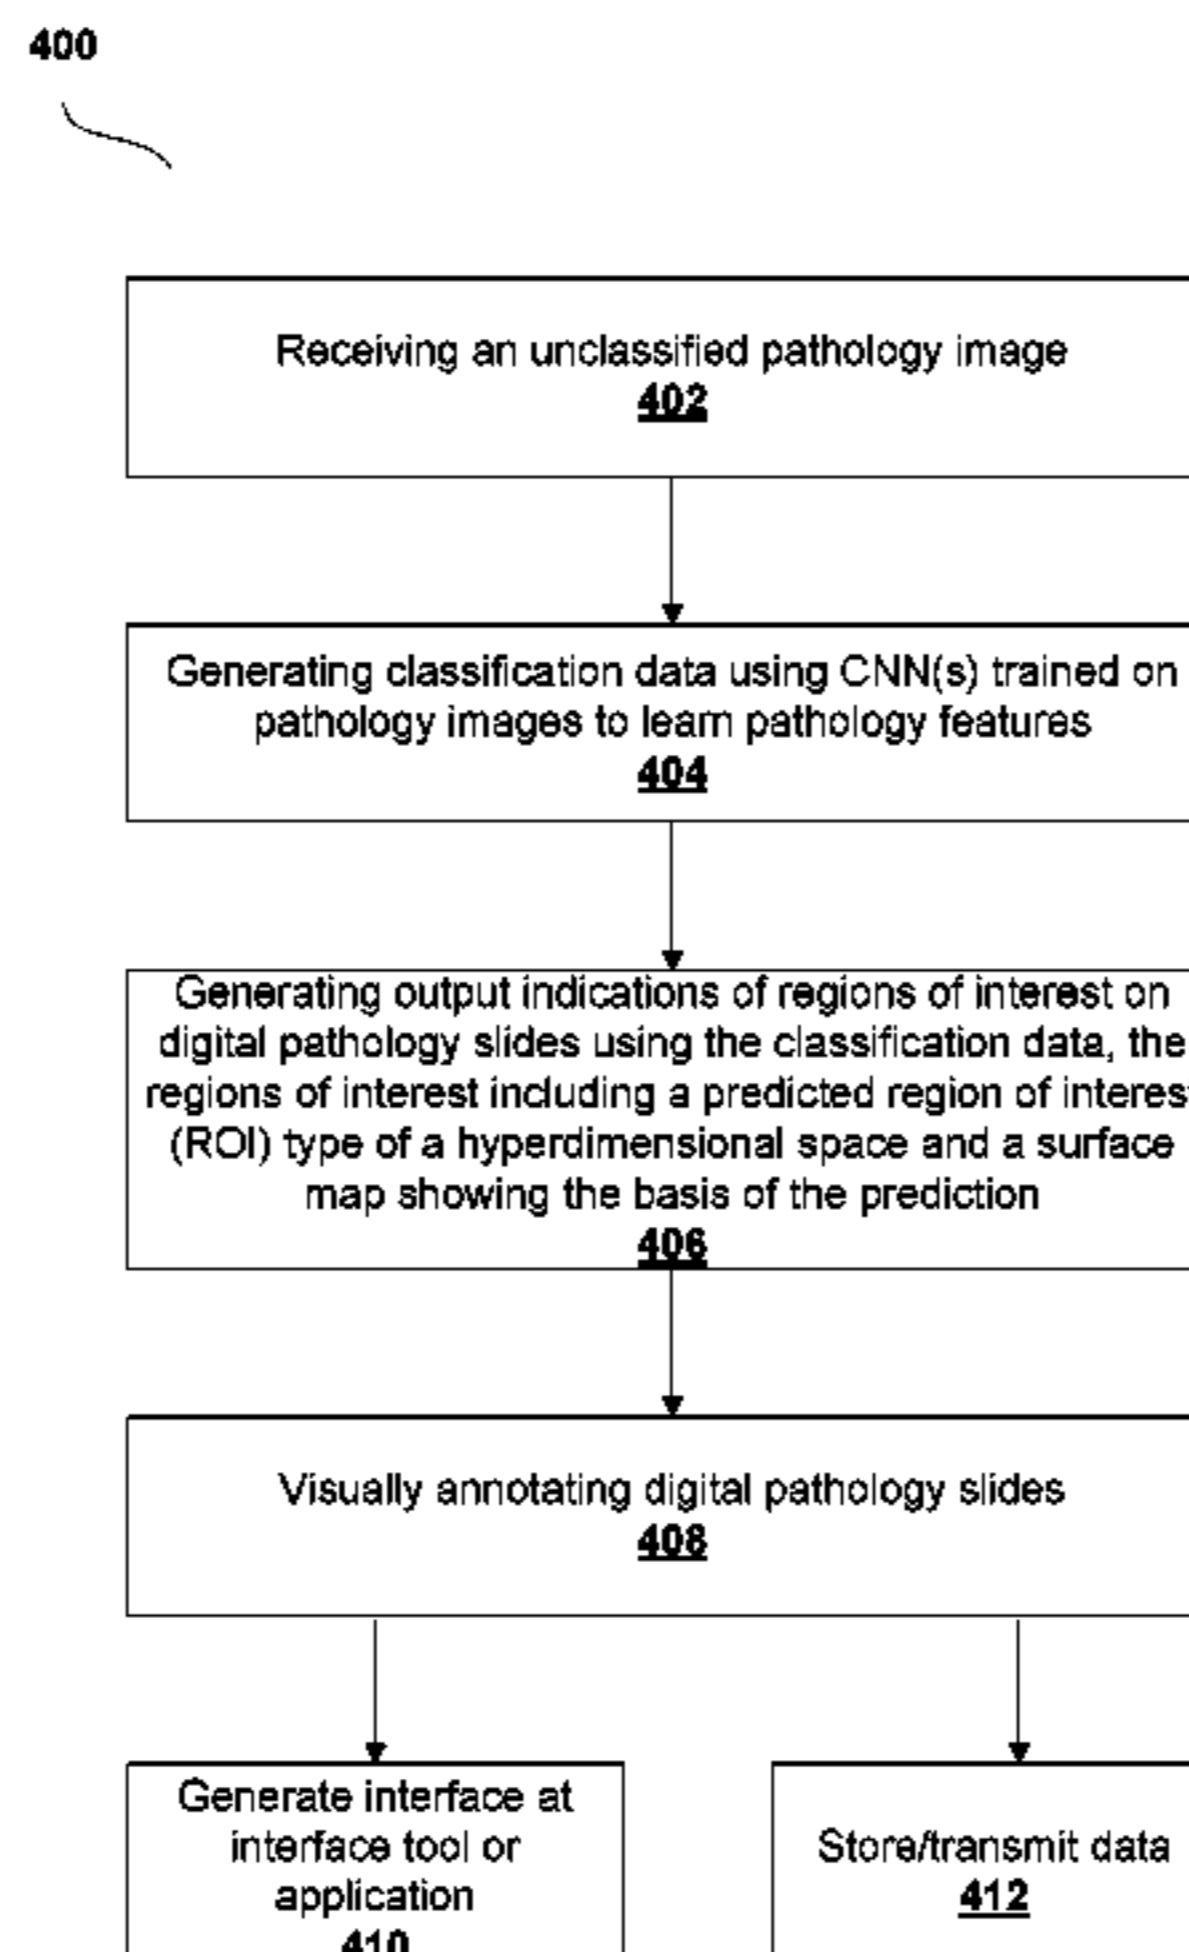 400
Receiving an unclassified pathology image
402
Generating classification data using CNN(s) trained on
pathology images to learn pathology features
404
Generating output indications of regions of interest on
digital pathology slides using the classification data, the
regions of interest including a predicted region of interest
(ROI) type of a hyperdimensional space and a surface
map showing the basis of the prediction
406
Visually annotating digital pathology slides
408
Generate interface at
interface tool or
application
410
Store/transmit data
412